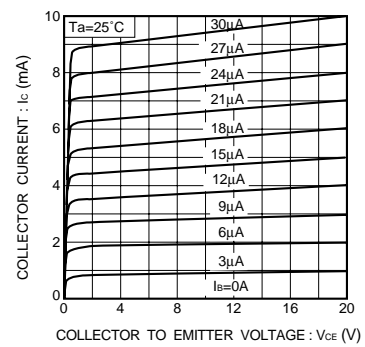 10
Ta=25°C
30μA
27μA
8
24μA
21μA
6
18μA
15μA
4
12μA
9μA
2
6μA
3μA
IB=0A
0
0
4
8
12
16
20
COLLECTOR CURRENT : IC (mA)
COLLECTOR TO EMITTER VOLTAGE : VCE (V)